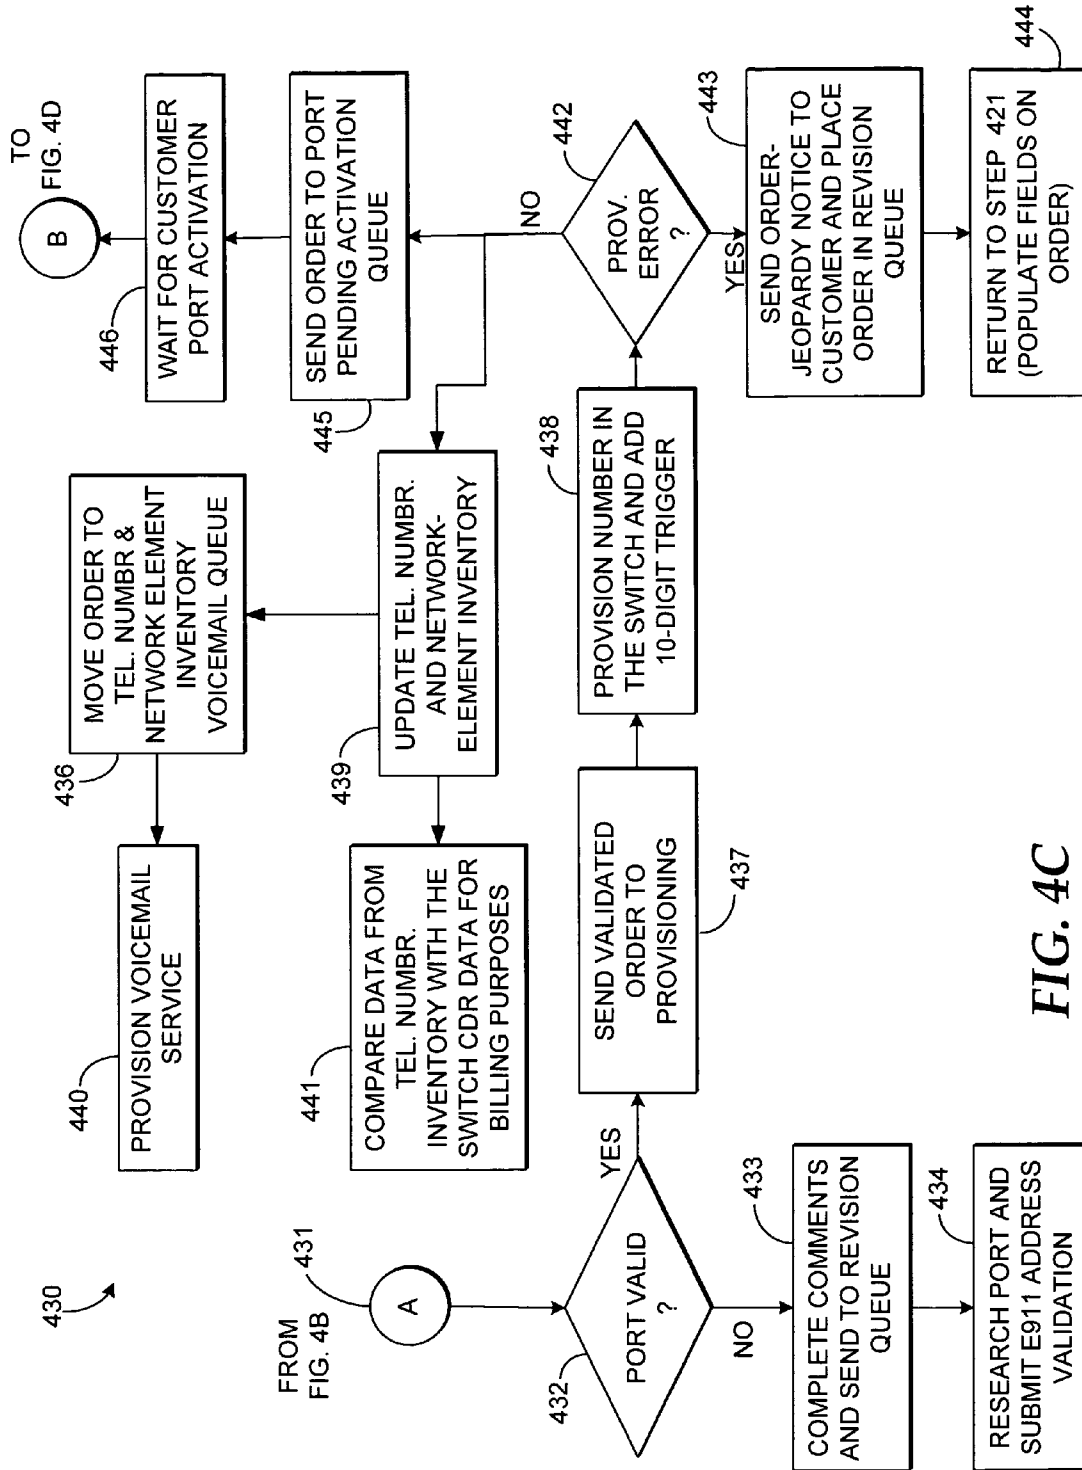 430
FROM
FIG. 4B
431
A
432
PORT VALID
?
NO
YES
433
COMPLETE COMMENTS
AND SEND TO REVISION
QUEUE
434
RESEARCH PORT AND
SUBMIT E911 ADDRESS
VALIDATION
437
SEND VALIDATED
ORDER TO
PROVISIONING
438
PROVISION NUMBER IN
THE SWITCH AND ADD
10-DIGIT TRIGGER
442
PROV.
ERROR
?
YES
NO
443
SEND ORDER-
JEOPARDY NOTICE TO
CUSTOMER AND PLACE
ORDER IN REVISION
QUEUE
444
RETURN TO STEP 421
(POPULATE FIELDS ON
ORDER)
439
UPDATE TEL. NUMBR.
AND NETWORK-
ELEMENT INVENTORY
441
COMPARE DATA FROM
TEL. NUMBR.
INVENTORY WITH THE
SWITCH CDR DATA FOR
BILLING PURPOSES
436
MOVE ORDER TO
TEL. NUMBR &
NETWORK ELEMENT
INVENTORY
VOICEMAIL QUEUE
440
PROVISION VOICEMAIL
SERVICE
445
SEND ORDER TO PORT
PENDING ACTIVATION
QUEUE
446
WAIT FOR CUSTOMER
PORT ACTIVATION
B
TO
FIG. 4D
FIG. 4C